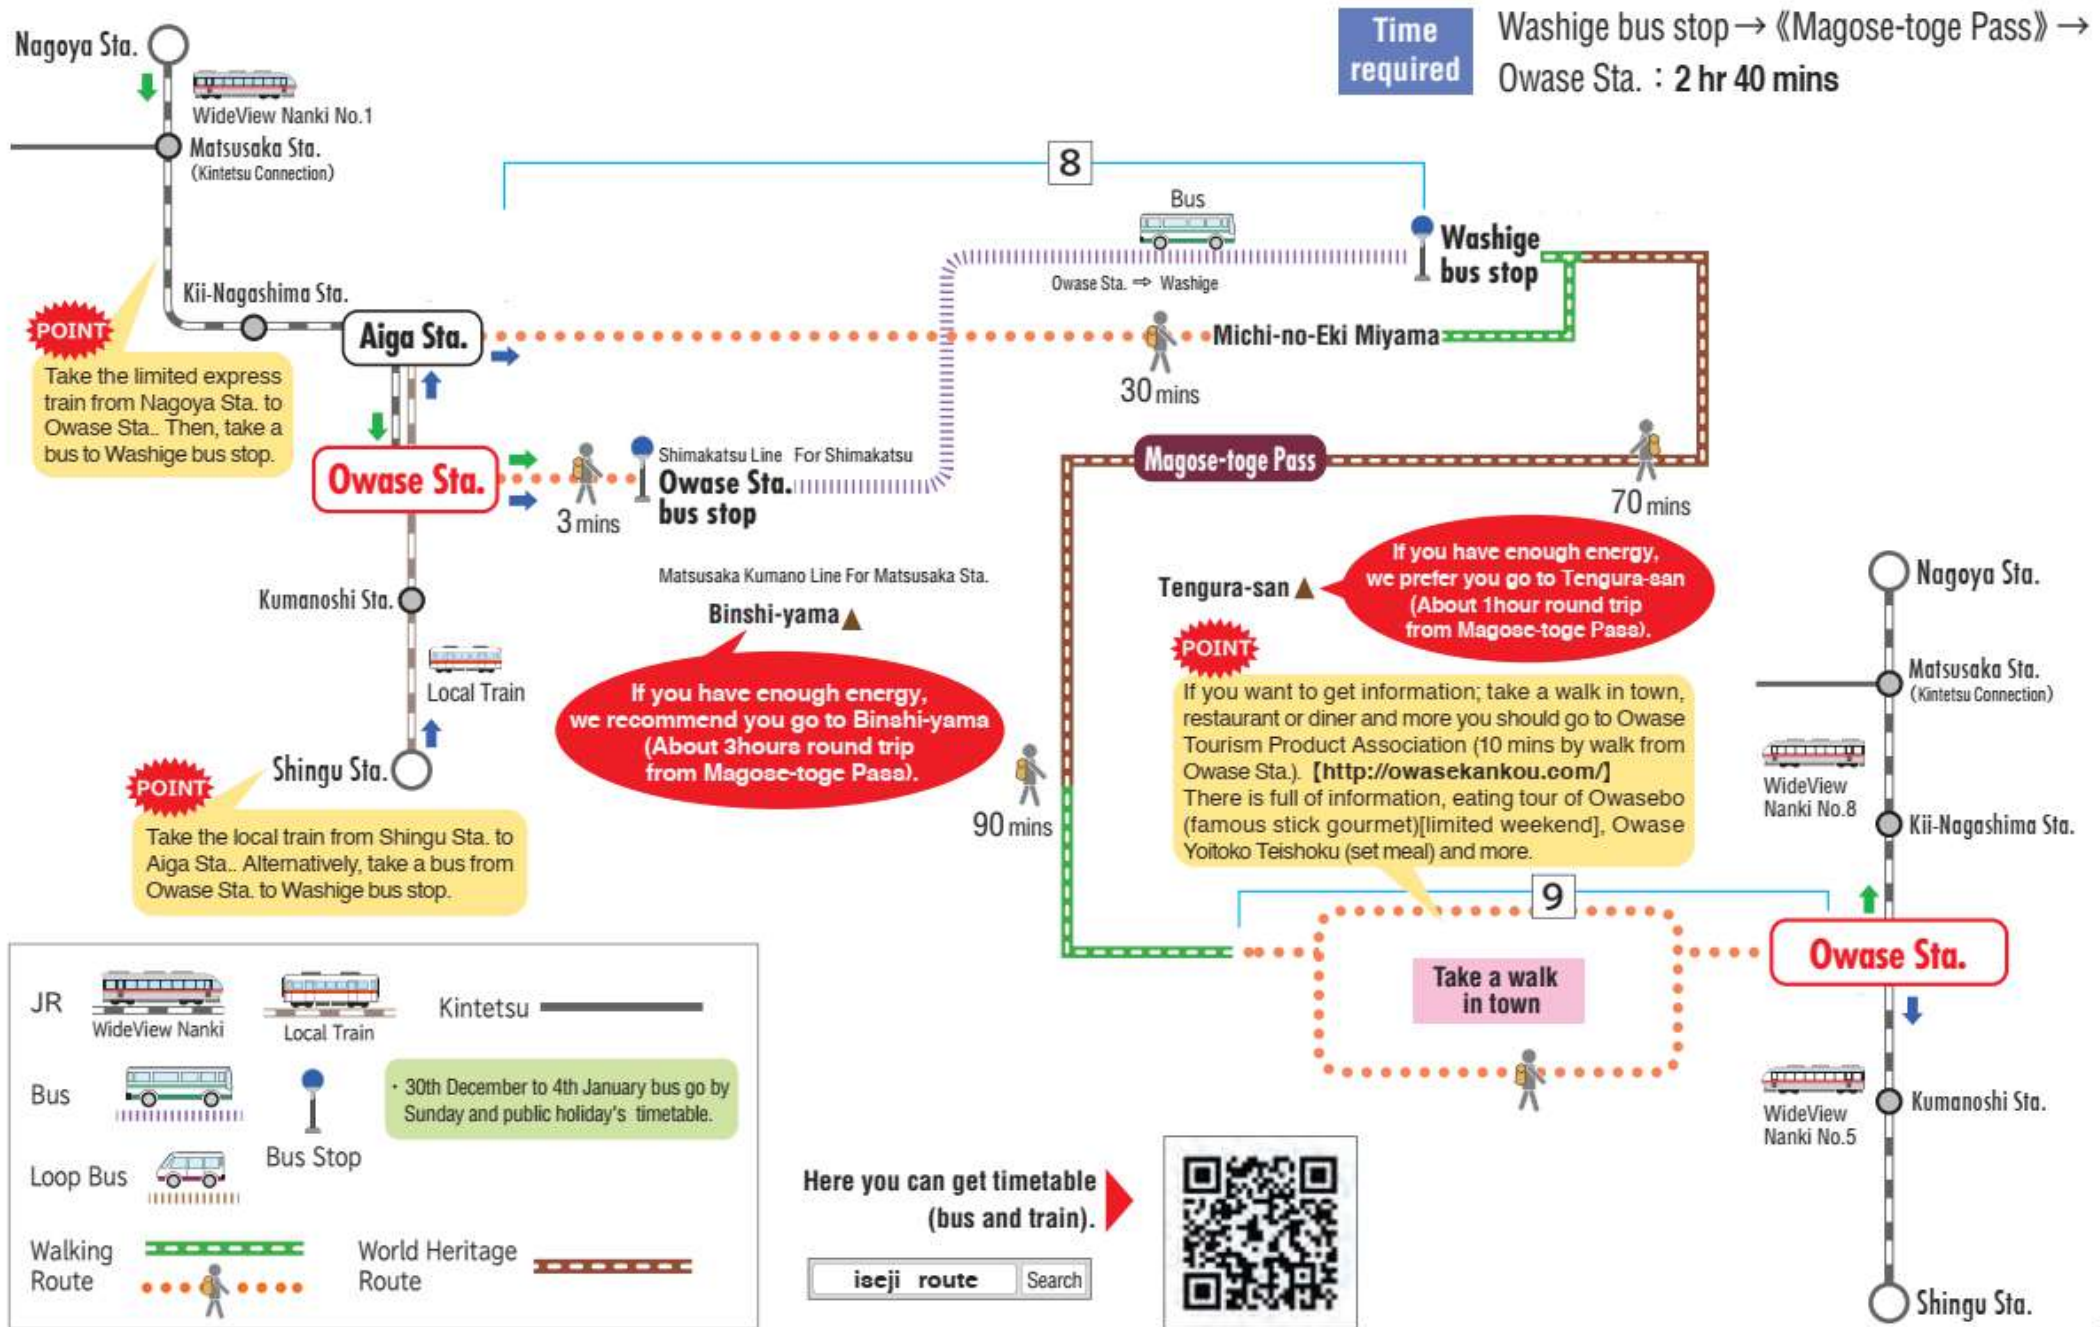 Time
required
Washige bus stop → 《Magose-toge Pass》 →
Owase Sta. : 2 hr 40 mins
Nagoya Sta.
WideView Nanki No.1
Matsusaka Sta.
(Kintetsu Connection)
8
Bus
Owase Sta. ⇨ Washige
Washige
bus stop
Kii-Nagashima Sta.
POINT
Take the limited express
train from Nagoya Sta. to
Owase Sta.. Then, take a
bus to Washige bus stop.
Aiga Sta.
30 mins
Michi-no-Eki Miyama
Owase Sta.
3 mins
Shimakatsu Line For Shimakatsu
Owase Sta.
bus stop
Matsusaka Kumano Line For Matsusaka Sta.
Magose-toge Pass
70 mins
Kumanoshi Sta.
Local Train
Shingu Sta.
POINT
Take the local train from Shingu Sta. to
Aiga Sta.. Alternatively, take a bus from
Owase Sta. to Washige bus stop.
Binshi-yama
If you have enough energy,
we recommend you go to Binshi-yama
(About 3hours round trip
from Magose-toge Pass).
90 mins
Tengura-san
If you have enough energy,
we prefer you go to Tengura-san
(About 1hour round trip
from Magose-toge Pass).
POINT
If you want to get information; take a walk in town,
restaurant or diner and more you should go to Owase
Tourism Product Association (10 mins by walk from
Owase Sta.). 【http://owasekankou.com/】
There is full of information, eating tour of Owasebo
(famous stick gourmet)[limited weekend], Owase
Yoitoko Teishoku (set meal) and more.
9
Take a walk
in town
Nagoya Sta.
Matsusaka Sta.
(Kintetsu Connection)
WideView
Nanki No.8
Kii-Nagashima Sta.
Owase Sta.
WideView
Nanki No.5
Kumanoshi Sta.
Shingu Sta.
JR
WideView Nanki
Local Train
Kintetsu
Bus
Bus Stop
・30th December to 4th January bus go by
Sunday and public holiday's timetable.
Loop Bus
Walking
Route
World Heritage
Route
Here you can get timetable
(bus and train).
iseji route
Search